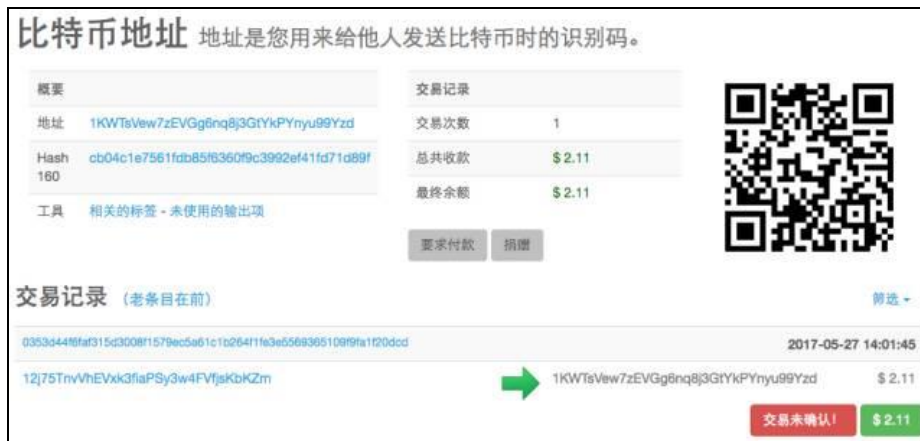 比特币地址 地址是您用来给他人发送比特币时的识别码。
概要
地址 1KWTsVew7zEVGg6nq8j3GtYkPYnyu99Yzd
Hash 160 cb04c1e7561fdb85f6360f9c3992ef41fd71d89f
工具 相关的标签 - 未使用的输出项
交易记录
交易次数 1
总共收款 $ 2.11
最终余额 $ 2.11
要求付款 捐赠
交易记录 (老条目在前) 筛选
0353d44f6faf315d3008f1579ec5a61c1b264f1fe3e5569365109f9fa1f20dcd 2017-05-27 14:01:45
12j75TnvVhEVxk3fiaPSy3w4FVfjsKbKZm 1KWTsVew7zEVGg6nq8j3GtYkPYnyu99Yzd $ 2.11
交易未确认! $ 2.11